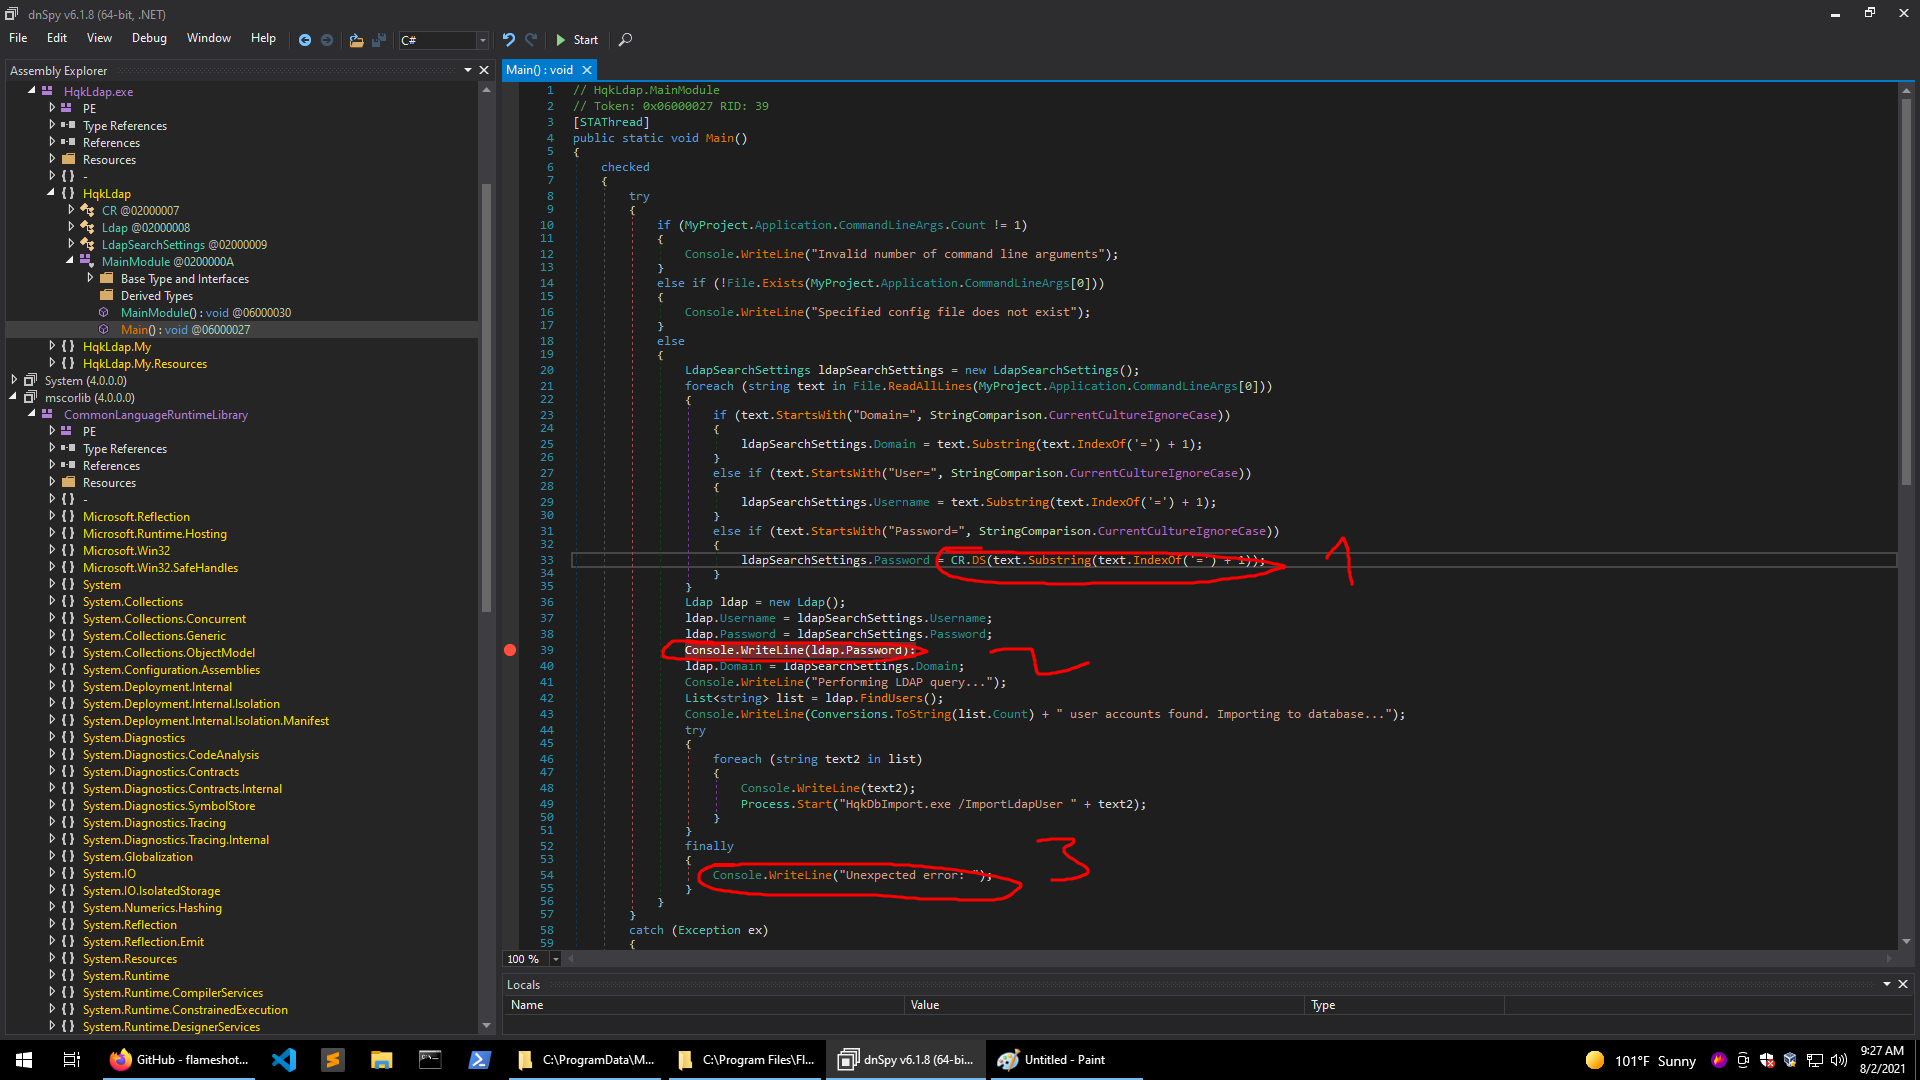 dnSpy v6.1.8 (64-bit, .NET)
File Edit View Debug Window Help C# Start
Assembly Explorer
HqkLdap.exe
PE
Type References
References
Resources
{ } -
{ } HqkLdap
CR @02000007
Ldap @02000008
LdapSearchSettings @02000009
MainModule @0200000A
Base Type and Interfaces
Derived Types
MainModule() : void @06000030
Main() : void @06000027
{ } HqkLdap.My
{ } HqkLdap.My.Resources
System (4.0.0.0)
mscorlib (4.0.0.0)
CommonLanguageRuntimeLibrary
PE
Type References
References
Resources
{ } -
{ } Microsoft.Reflection
{ } Microsoft.Runtime.Hosting
{ } Microsoft.Win32
{ } Microsoft.Win32.SafeHandles
{ } System
{ } System.Collections
{ } System.Collections.Concurrent
{ } System.Collections.Generic
{ } System.Collections.ObjectModel
{ } System.Configuration.Assemblies
{ } System.Deployment.Internal
{ } System.Deployment.Internal.Isolation
{ } System.Deployment.Internal.Isolation.Manifest
{ } System.Diagnostics
{ } System.Diagnostics.CodeAnalysis
{ } System.Diagnostics.Contracts
{ } System.Diagnostics.Contracts.Internal
{ } System.Diagnostics.SymbolStore
{ } System.Diagnostics.Tracing
{ } System.Diagnostics.Tracing.Internal
{ } System.Globalization
{ } System.IO
{ } System.IO.IsolatedStorage
{ } System.Numerics.Hashing
{ } System.Reflection
{ } System.Reflection.Emit
{ } System.Resources
{ } System.Runtime
{ } System.Runtime.CompilerServices
{ } System.Runtime.ConstrainedExecution
{ } System.Runtime.DesignerServices
Main() : void
1 // HqkLdap.MainModule
2 // Token: 0x06000027 RID: 39
3 [STAThread]
4 public static void Main()
5 {
6 checked
7 {
8 try
9 {
10 if (MyProject.Application.CommandLineArgs.Count != 1)
11 {
12 Console.WriteLine("Invalid number of command line arguments");
13 }
14 else if (!File.Exists(MyProject.Application.CommandLineArgs[0]))
15 {
16 Console.WriteLine("Specified config file does not exist");
17 }
18 else
19 {
20 LdapSearchSettings ldapSearchSettings = new LdapSearchSettings();
21 foreach (string text in File.ReadAllLines(MyProject.Application.CommandLineArgs[0]))
22 {
23 if (text.StartsWith("Domain=", StringComparison.CurrentCultureIgnoreCase))
24 {
25 ldapSearchSettings.Domain = text.Substring(text.IndexOf('=') + 1);
26 }
27 else if (text.StartsWith("User=", StringComparison.CurrentCultureIgnoreCase))
28 {
29 ldapSearchSettings.Username = text.Substring(text.IndexOf('=') + 1);
30 }
31 else if (text.StartsWith("Password=", StringComparison.CurrentCultureIgnoreCase))
32 {
33 ldapSearchSettings.Password = CR.DS(text.Substring(text.IndexOf('=') + 1)); 1
34 }
35 }
36 Ldap ldap = new Ldap();
37 ldap.Username = ldapSearchSettings.Username;
38 ldap.Password = ldapSearchSettings.Password;
39 Console.WriteLine(ldap.Password); 2
40 ldap.Domain = ldapSearchSettings.Domain;
41 Console.WriteLine("Performing LDAP query...");
42 List<string> list = ldap.FindUsers();
43 Console.WriteLine(Conversions.ToString(list.Count) + " user accounts found. Importing to database...");
44 try
45 {
46 foreach (string text2 in list)
47 {
48 Console.WriteLine(text2);
49 Process.Start("HqkDbImport.exe /ImportLdapUser " + text2);
50 }
51 }
52 finally
53 {
54 Console.WriteLine("Unexpected error: "); 3
55 }
56 }
57 }
58 catch (Exception ex)
59 {
100 %
Locals
Name Value Type
GitHub - flameshot... C:\ProgramData\M... C:\Program Files\Fl... dnSpy v6.1.8 (64-bi... Untitled - Paint 101°F Sunny 9:27 AM
8/2/2021